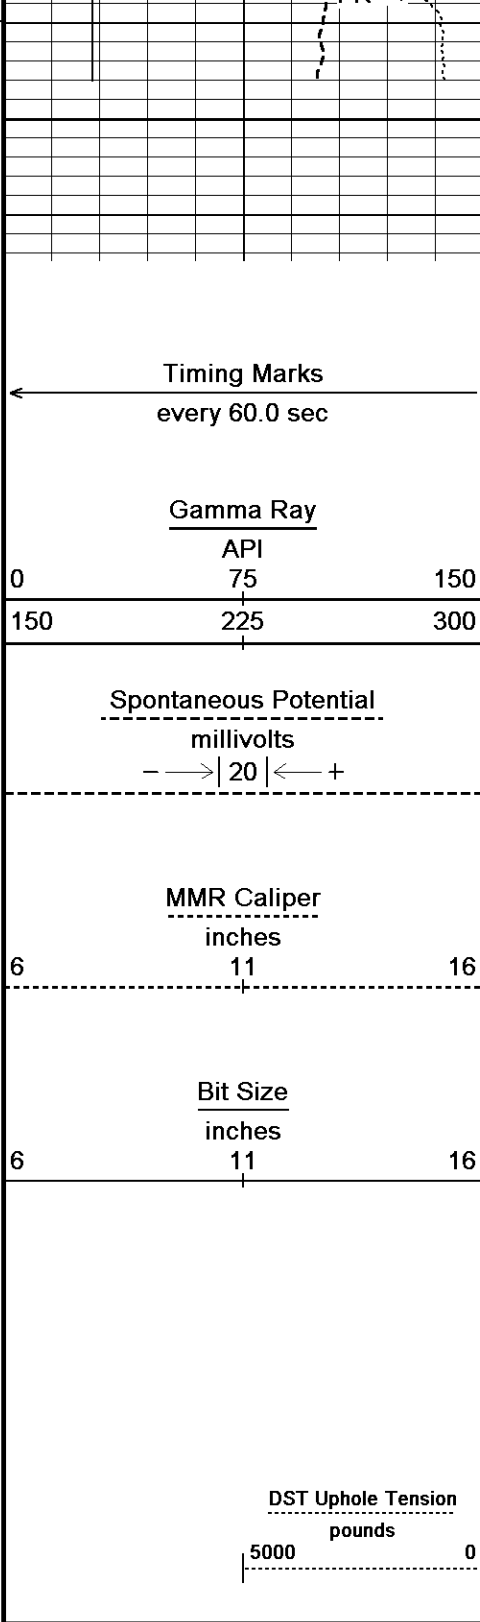 Timing Marks
every 60.0 sec
Gamma Ray
API
0 75 150
150 225 300
Spontaneous Potential
millivolts
− 20 +
MMR Caliper
inches
6 11 16
Bit Size
inches
6 11 16
DST Uphole Tension
pounds
5000 0